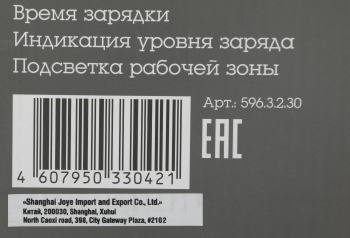 Время зарядки
Индикация уровня заряда
Подсветка рабочей зоны
Арт.: 596.3.2.30
EAC
4 607950 330421
«Shanghai Joye Import and Export Co., Ltd.»
Китай, 200030, Shanghai, Xuhui
North Caoxi road, 398, City Gateway Plaza, #2102